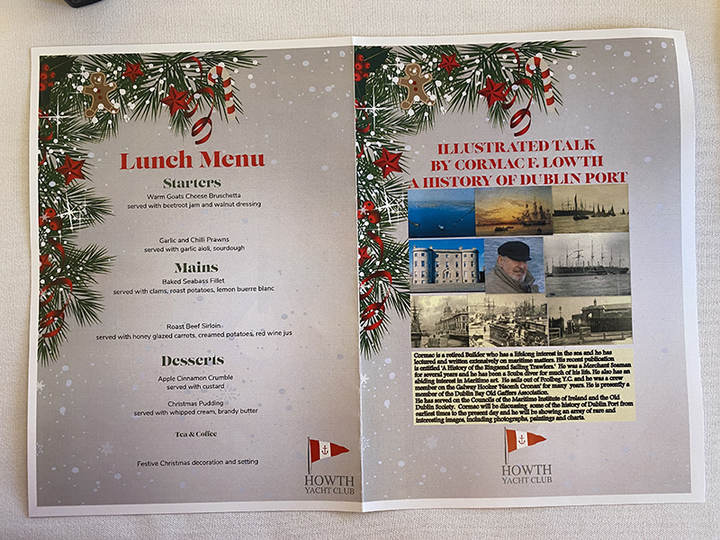 Lunch Menu
Starters
Warm Goats Cheese Bruschetta
served with beetroot jam and walnut dressing
Garlic and Chilli Prawns
served with garlic aioli, sourdough
Mains
Baked Seabass Fillet
served with clams, roast potatoes, lemon buerre blanc
Roast Beef Sirloin
served with honey glazed carrots, creamed potatoes, red wine jus
Desserts
Apple Cinnamon Crumble
served with custard
Christmas Pudding
served with whipped cream, brandy butter
Tea & Coffee
Festive Christmas decoration and setting
HOWTH
YACHT CLUB
ILLUSTRATED TALK
BY CORMAC F. LOWTH
A HISTORY OF DUBLIN PORT
Cormac is a retired Builder who has a lifelong interest in the sea and he has
lectured and written extensively on maritime matters. His recent publication
is entitled 'A History of the Ringsend Sailing Trawlers.' He was a Merchant Seaman
for several years and he has been a Scuba diver for much of his life. He also has an
abiding interest in Maritime art. He sails out of Poolbeg Y.C. and he was a crew
member on the Galway Hooker 'Naomh Cronan' for many years. He is presently a
member of the Dublin Bay Old Gaffers Association.
He has served on the Councils of the Maritime Institute of Ireland and the Old
Dublin Society. Cormac will be discussing some of the history of Dublin Port from
earliest times to the present day and he will be showing an array of rare and
interesting images, including photographs, paintings and charts.
HOWTH
YACHT CLUB